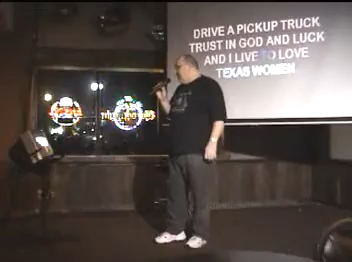 DRIVE A PICKUP TRUCK
TRUST IN GOD AND LUCK
AND I LIVE TO LOVE
TEXAS WOMEN